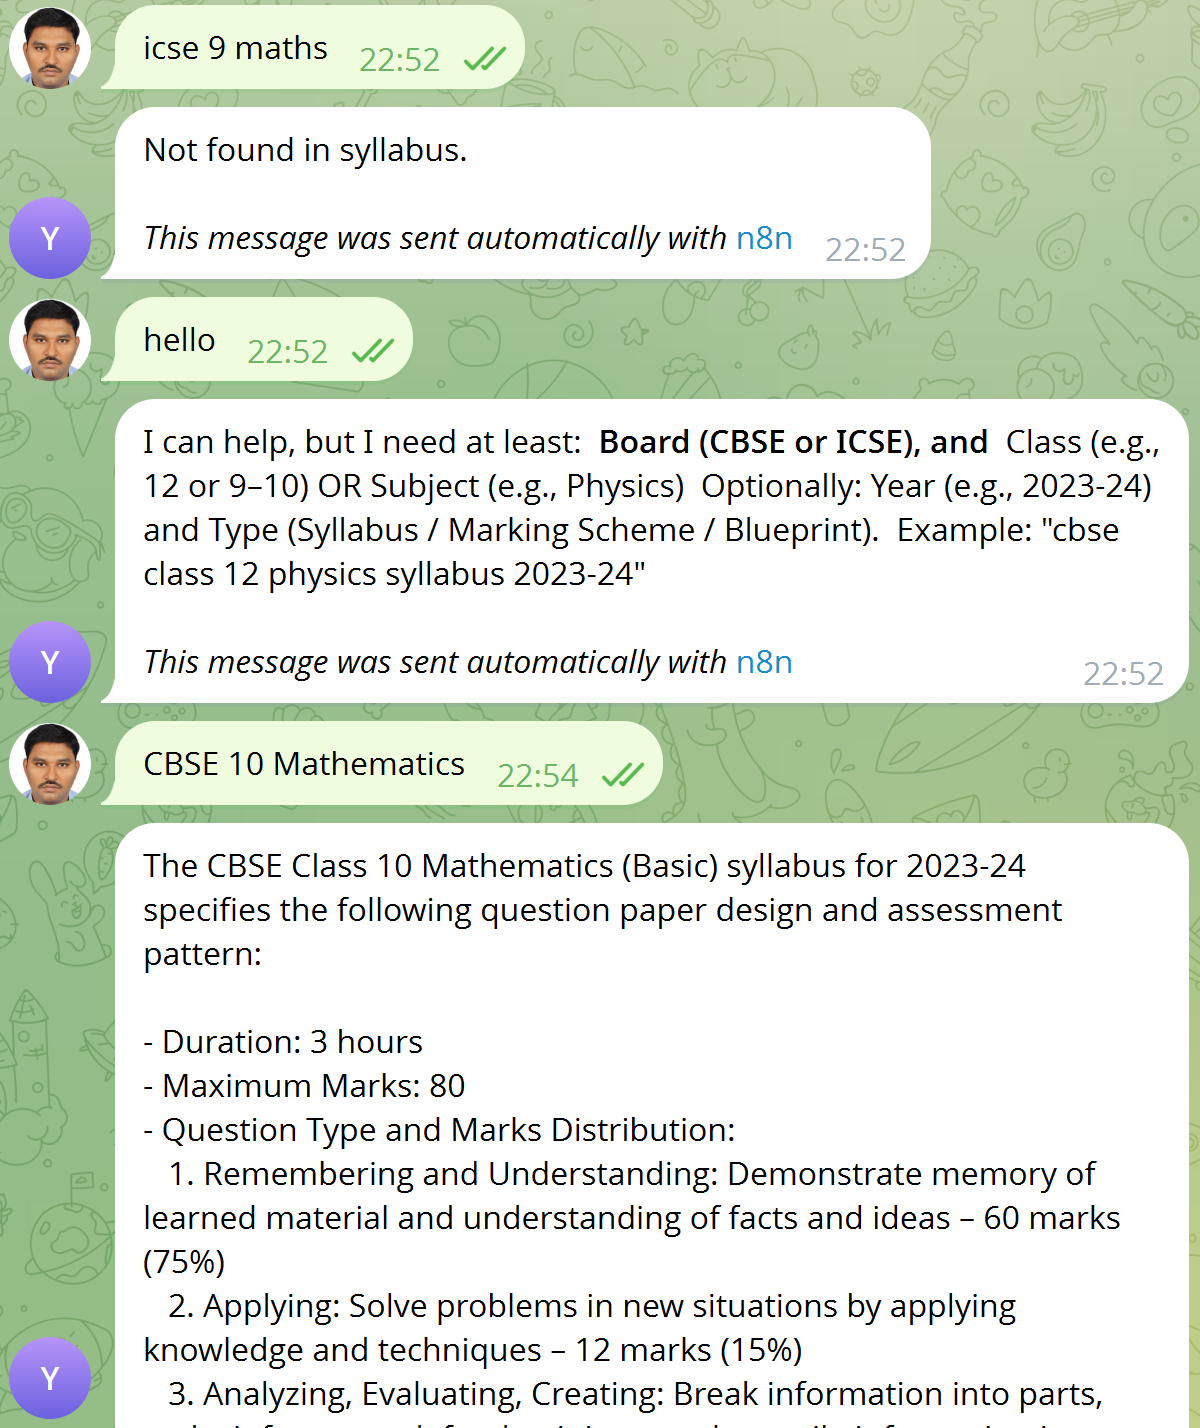 icse 9 maths 22:52
Not found in syllabus.
This message was sent automatically with n8n 22:52
Y
hello 22:52
I can help, but I need at least:  Board (CBSE or ICSE), and  Class (e.g.,
12 or 9–10) OR Subject (e.g., Physics)  Optionally: Year (e.g., 2023-24)
and Type (Syllabus / Marking Scheme / Blueprint).  Example: "cbse
class 12 physics syllabus 2023-24"
This message was sent automatically with n8n 22:52
Y
CBSE 10 Mathematics 22:54
The CBSE Class 10 Mathematics (Basic) syllabus for 2023-24
specifies the following question paper design and assessment
pattern:
- Duration: 3 hours
- Maximum Marks: 80
- Question Type and Marks Distribution:
1. Remembering and Understanding: Demonstrate memory of
learned material and understanding of facts and ideas – 60 marks
(75%)
2. Applying: Solve problems in new situations by applying
knowledge and techniques – 12 marks (15%)
Y
3. Analyzing, Evaluating, Creating: Break information into parts,